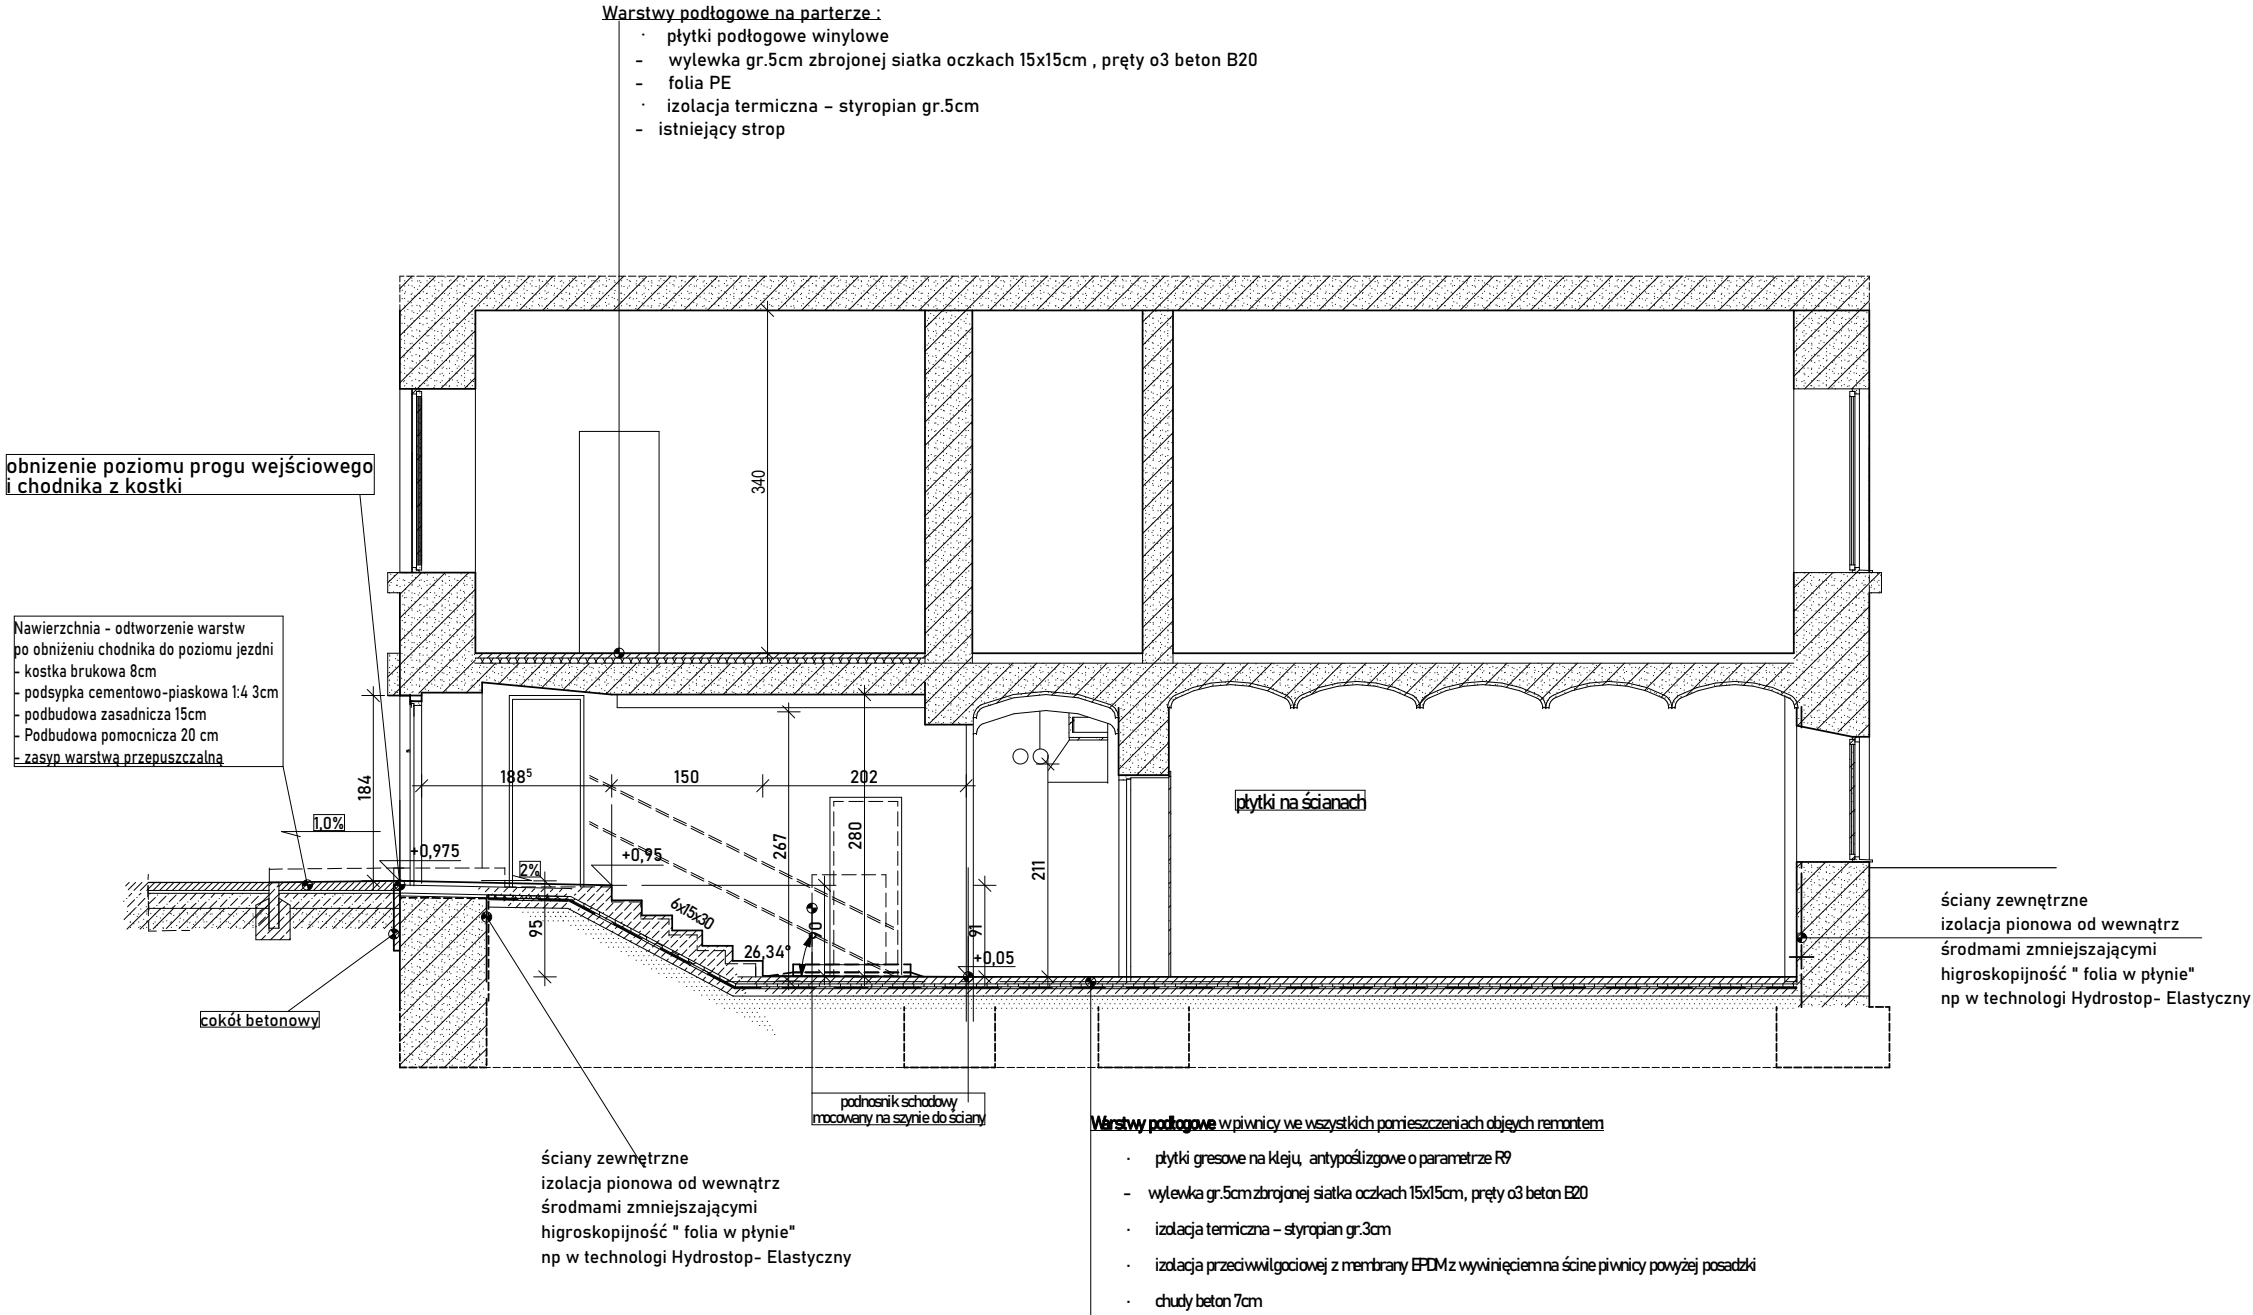 Warstwy podłogowe na parterze :
· płytki podłogowe winylowe
- wylewka gr.5cm zbrojonej siatka oczkach 15x15cm , pręty o3 beton B20
- folia PE
· izolacja termiczna – styropian gr.5cm
- istniejący strop
340
obnizenie poziomu progu wejściowego
i chodnika z kostki
Nawierzchnia - odtworzenie warstw
po obniżeniu chodnika do poziomu jezdni
- kostka brukowa 8cm
- podsypka cementowo-piaskowa 1:4 3cm
- podbudowa zasadnicza 15cm
- Podbudowa pomocnicza 20 cm
- zasyp warstwą przepuszczalną
184
188⁵
150
202
płytki na ścianach
1,0%
+0,975
2%
+0,95
267
280
211
6x15x30
95
26,34°
90
91
+0,05
ściany zewnętrzne
izolacja pionowa od wewnątrz
środmami zmniejszającymi
higroskopijność " folia w płynie"
np w technologi Hydrostop- Elastyczny
cokół betonowy
podnosnik schodowy
mocowany na szynie do ściany
ściany zewnętrzne
izolacja pionowa od wewnątrz
środmami zmniejszającymi
higroskopijność " folia w płynie"
np w technologi Hydrostop- Elastyczny
Warstwy podłogowe w piwnicy we wszystkich pomieszczeniach objęych remontem:
· płytki gresowe na kleju, antypoślizgowe o parametrze R9
- wylewka gr.5cm zbrojonej siatka oczkach 15x15cm , pręty o3 beton B20
· izolacja termiczna – styropian gr.3cm
· izolacja przeciwwilgociowej z membrany EPDM z wywinięciem na ścine piwnicy powyżej posadzki
· chudy beton 7cm